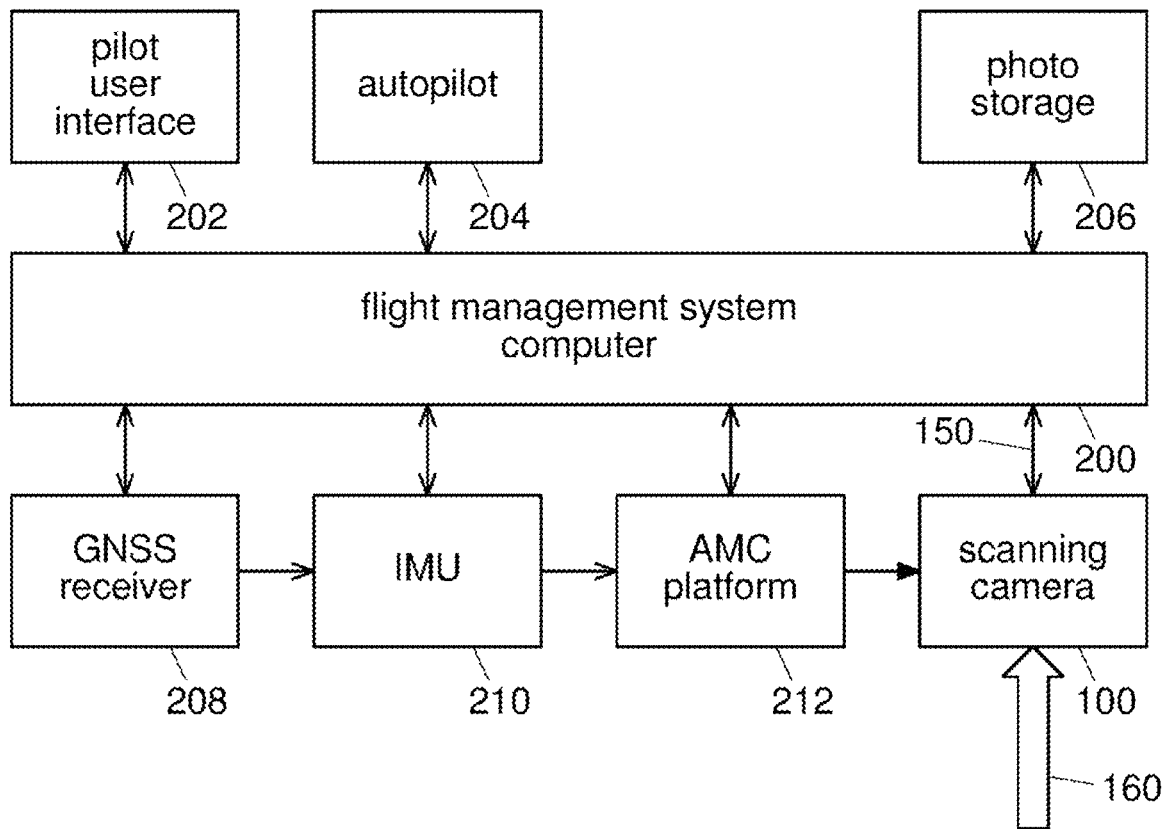 pilot
user
interface
autopilot
photo
storage
202
204
206
flight management system
computer
150
200
GNSS
receiver
IMU
AMC
platform
scanning
camera
208
210
212
100
160